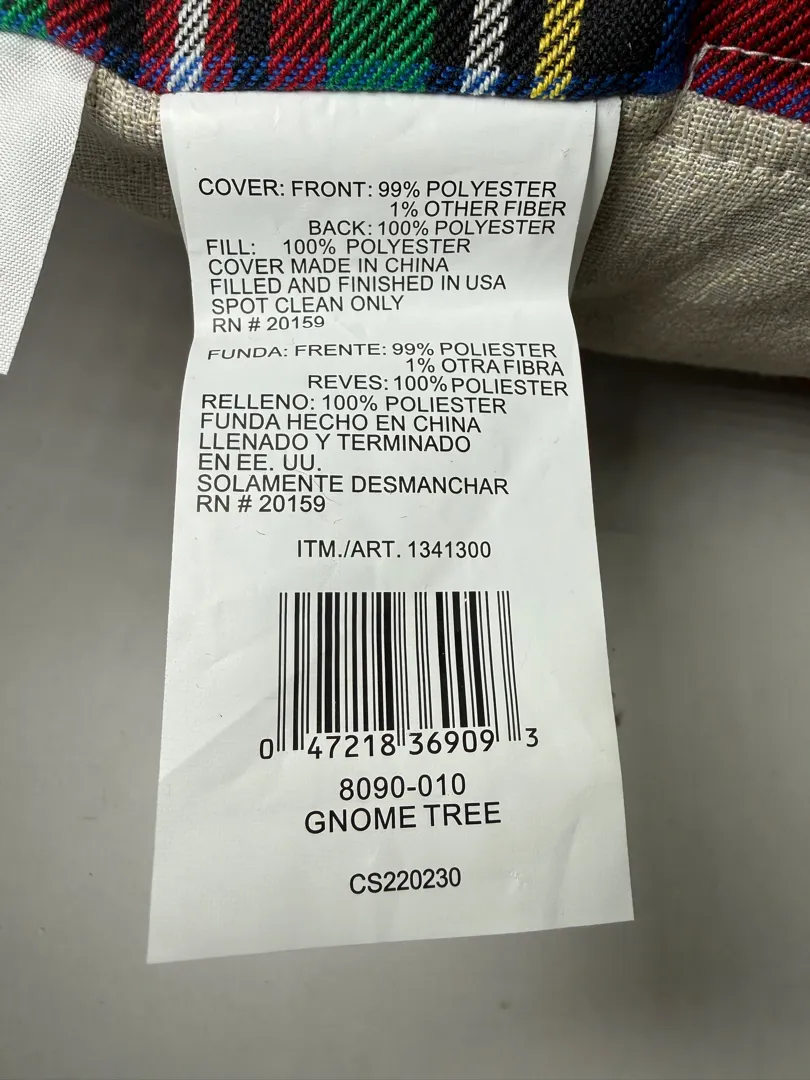 COVER: FRONT: 99% POLYESTER
1% OTHER FIBER
BACK: 100% POLYESTER
FILL: 100% POLYESTER
COVER MADE IN CHINA
FILLED AND FINISHED IN USA
SPOT CLEAN ONLY
RN # 20159
FUNDA: FRENTE: 99% POLIESTER
1% OTRA FIBRA
REVES: 100% POLIESTER
RELLENO: 100% POLIESTER
FUNDA HECHO EN CHINA
LLENADO Y TERMINADO
EN EE. UU.
SOLAMENTE DESMANCHAR
RN # 20159
ITM./ART. 1341300
0 47218 36909 3
8090-010
GNOME TREE
CS220230